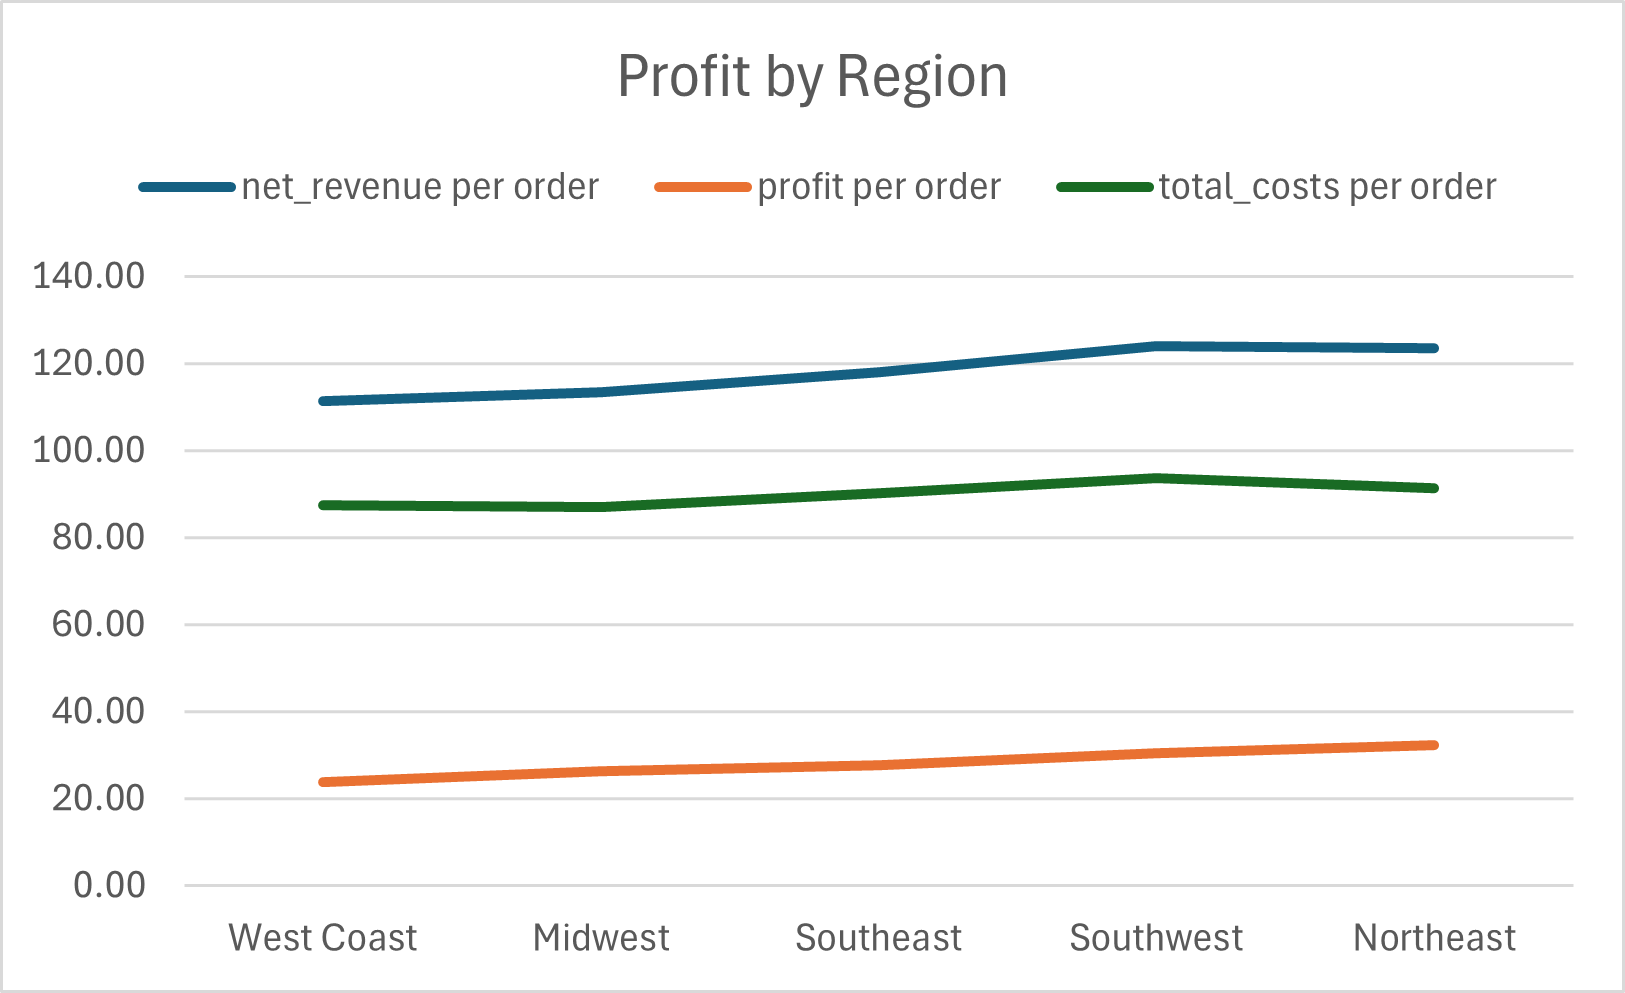 Profit by Region
net_revenue per order profit per order total_costs per order
140.00
120.00
100.00
80.00
60.00
40.00
20.00
0.00
West Coast Midwest Southeast Southwest Northeast